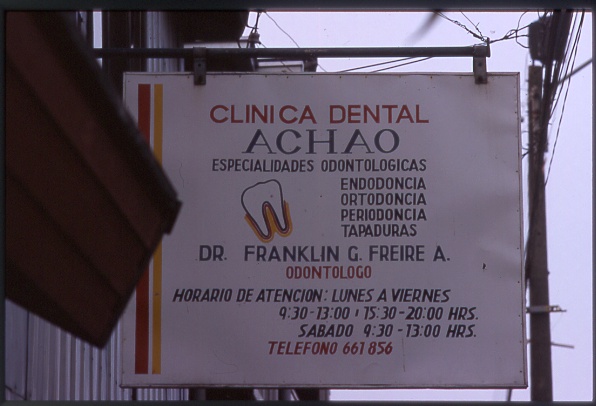 CLINICA DENTAL
ACHAO
ESPECIALIDADES ODONTOLOGICAS
ENDODONCIA
ORTODONCIA
PERIODONCIA
TAPADURAS
DR. FRANKLIN G. FREIRE A.
ODONTOLOGO
HORARIO DE ATENCION: LUNES A VIERNES
9:30-13:00 : 15:30-20:00 HRS.
SABADO 9:30-13:00 HRS.
TELEFONO 661856